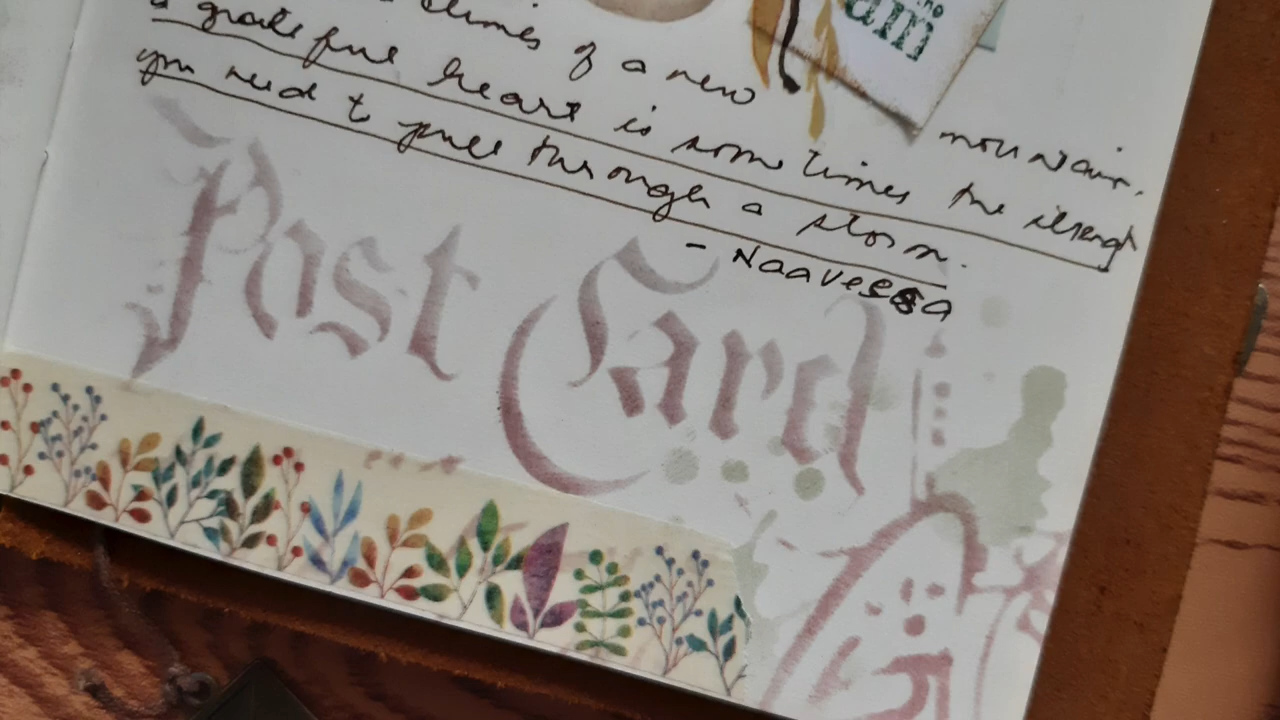 times of a new mountain.
a grateful heart is sometimes the strength
you need to pull through a storm.
- Naaveesa
am
Post Card